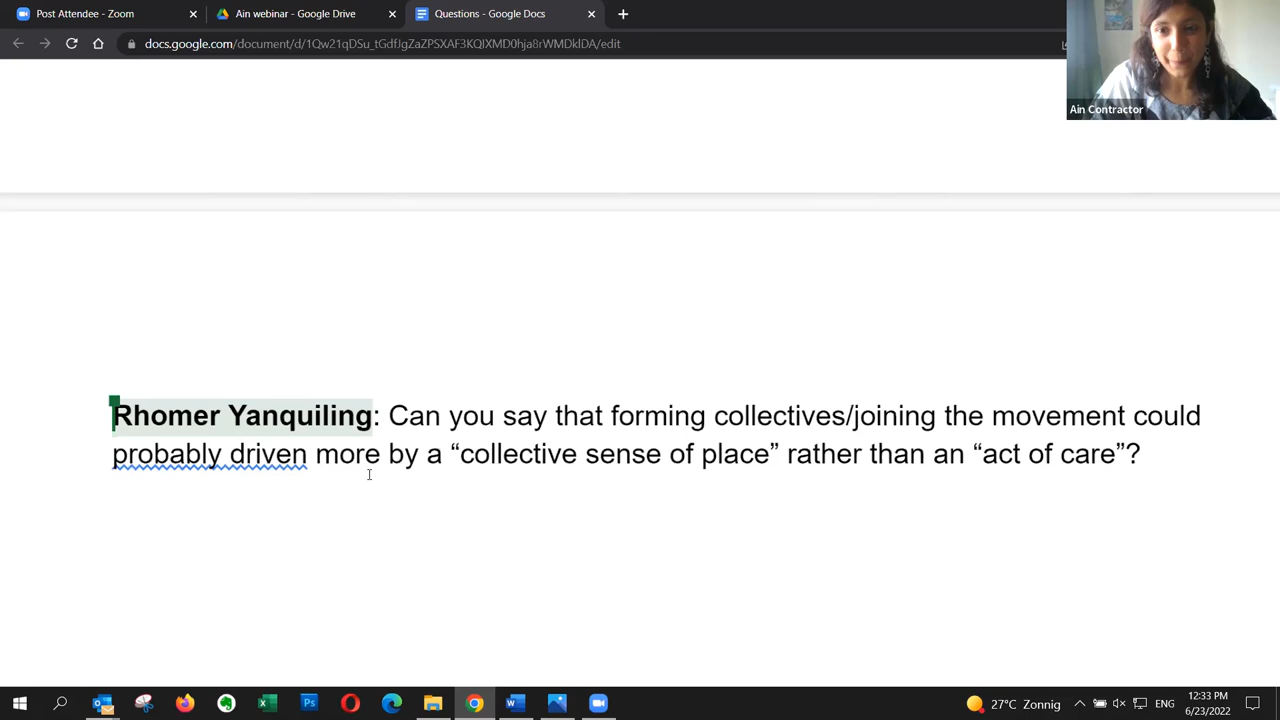 Post Attendee - Zoom
Ain webinar - Google Drive
Questions - Google Docs
docs.google.com/document/d/1Qw21qDSu_tGdfJgZaZPSXAF3KQIXMD0hja8rWMDklDA/edit
Ain Contractor
Rhomer Yanquiling: Can you say that forming collectives/joining the movement could
probably driven more by a “collective sense of place” rather than an “act of care”?
27°C Zonnig
ENG
12:33 PM
6/23/2022